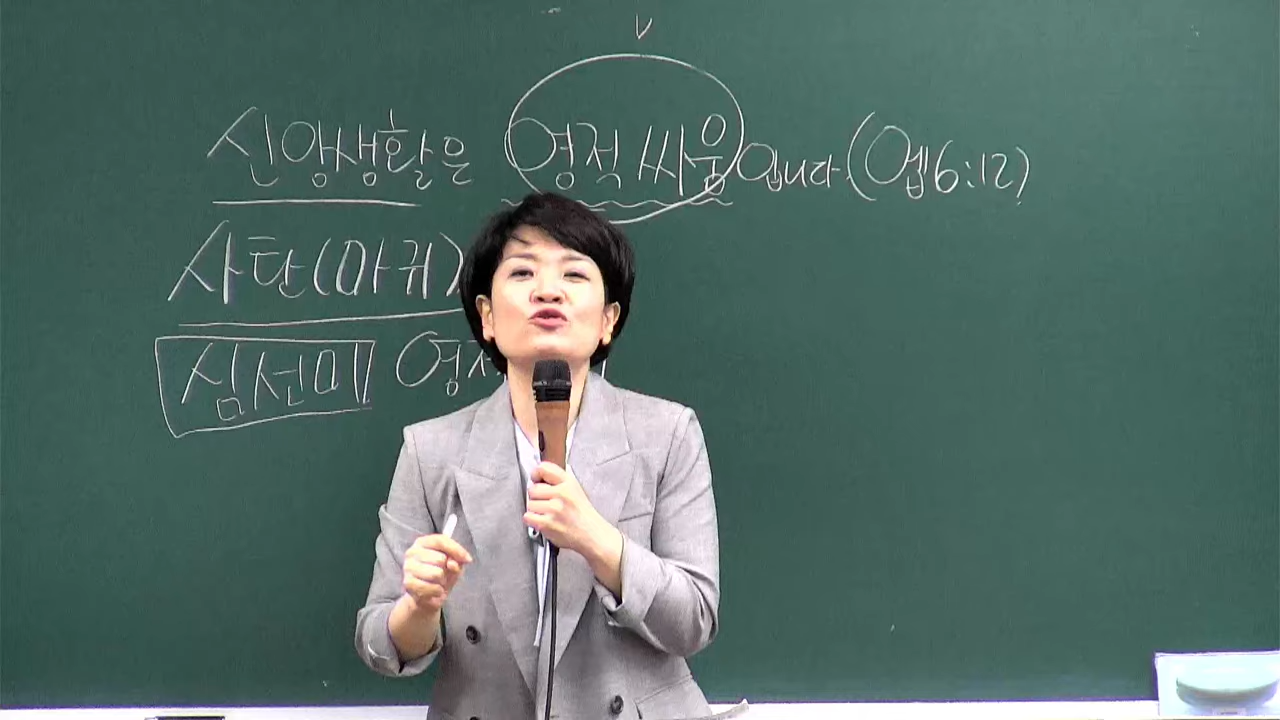 신앙생활은 영적 싸움입니다. (엡6:12)
사탄(마귀)
심선미